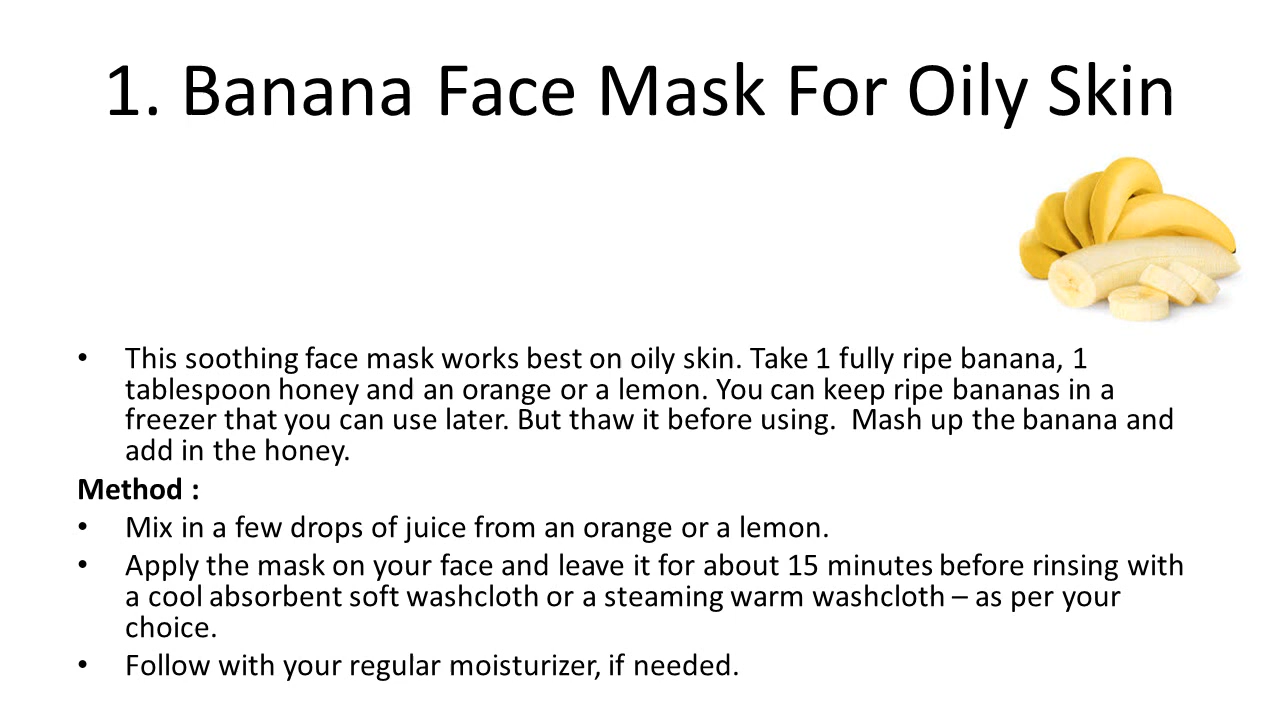 1. Banana Face Mask For Oily Skin
• This soothing face mask works best on oily skin. Take 1 fully ripe banana, 1
tablespoon honey and an orange or a lemon. You can keep ripe bananas in a
freezer that you can use later. But thaw it before using.  Mash up the banana and
add in the honey.
Method :
• Mix in a few drops of juice from an orange or a lemon.
• Apply the mask on your face and leave it for about 15 minutes before rinsing with
a cool absorbent soft washcloth or a steaming warm washcloth – as per your
choice.
• Follow with your regular moisturizer, if needed.